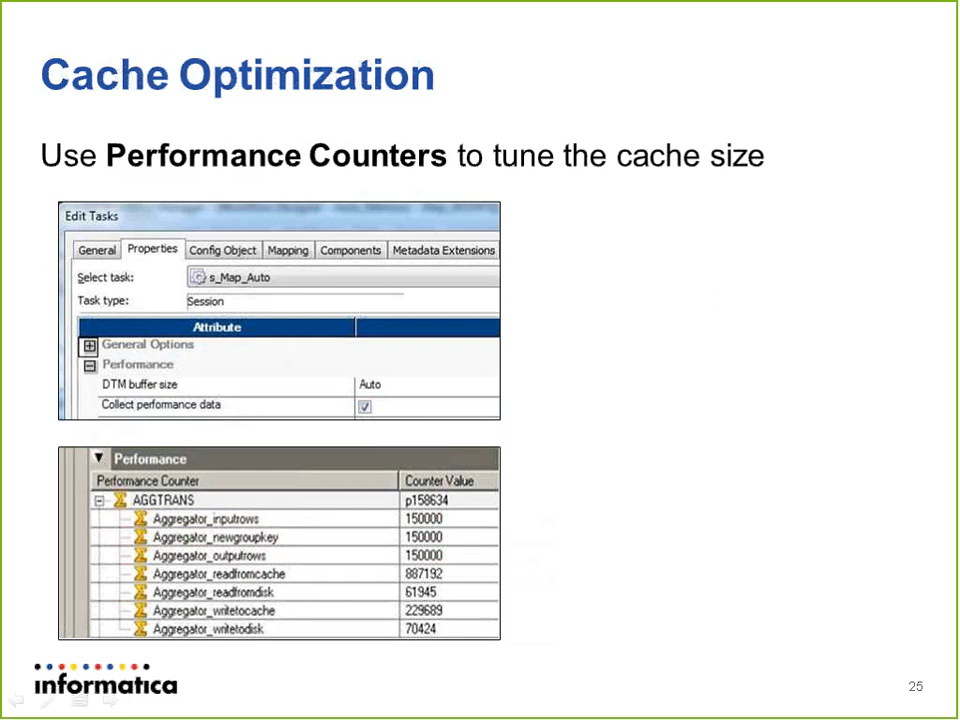 Cache Optimization
Use Performance Counters to tune the cache size
Edit Tasks
General Properties Config Object Mapping Components Metadata Extensions
Select task: s_Map_Auto
Task type: Session
Attribute
General Options
Performance
DTM buffer size Auto
Collect performance data
Performance
Performance Counter Counter Value
AGGTRANS p158634
Aggregator_inputrows 150000
Aggregator_newgroupkey 150000
Aggregator_outputrows 150000
Aggregator_readfromcache 887192
Aggregator_readfromdisk 61945
Aggregator_writetocache 229689
Aggregator_writetodisk 70424
informatica
25